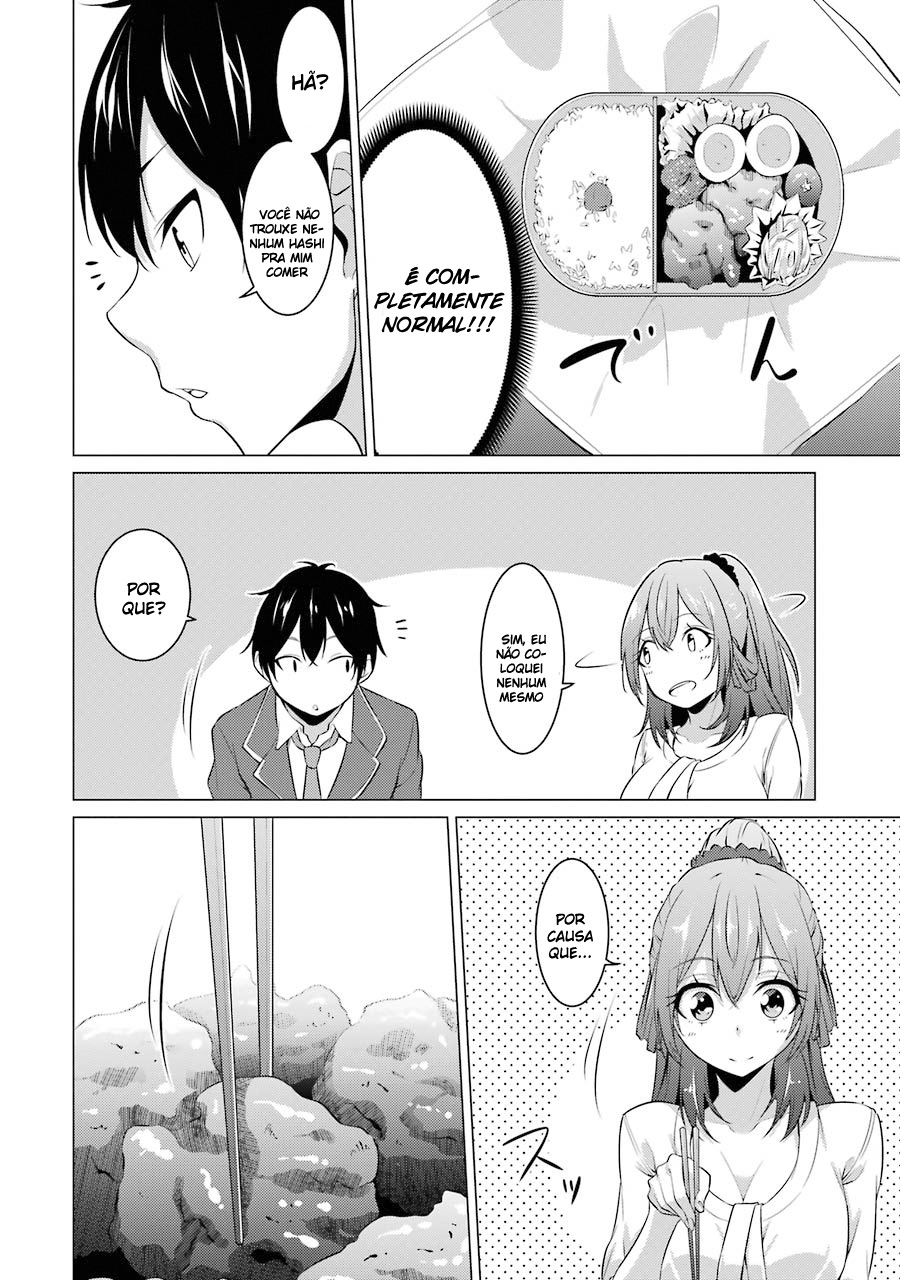 でん
É COM-
PLETAMENTE
NORMAL!!!
HÃ?
VOCÊ NÃO
TROUXE NE-
NHUM HASHI
PRA MIM
COMER
SIM, EU
NÃO CO-
LOQUEI
NENHUM
MESMO
POR
QUE?
POR
CAUSA
QUE...
スッ